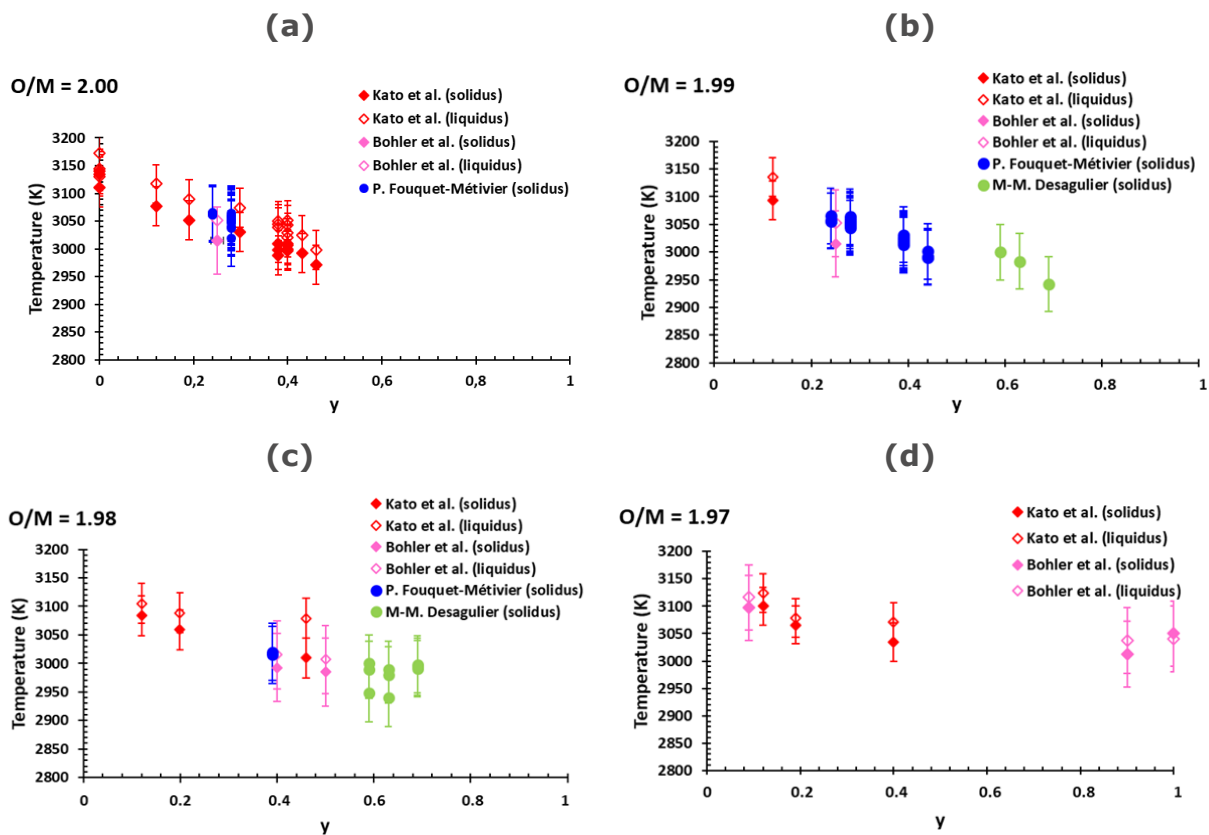 (a)
O/M = 2.00
Kato et al. (solidus)
Kato et al. (liquidus)
Bohler et al. (solidus)
Bohler et al. (liquidus)
P. Fouquet-Métivier (solidus)
Temperature (K)
3200
3150
3100
3050
3000
2950
2900
2850
2800
0 0,2 0,4 0,6 0,8 1
y
(b)
O/M = 1.99
Kato et al. (solidus)
Kato et al. (liquidus)
Bohler et al. (solidus)
Bohler et al. (liquidus)
P. Fouquet-Métivier (solidus)
M-M. Desagulier (solidus)
Temperature (K)
3200
3150
3100
3050
3000
2950
2900
2850
2800
0 0.2 0.4 0.6 0.8 1
y
(c)
O/M = 1.98
Kato et al. (solidus)
Kato et al. (liquidus)
Bohler et al. (solidus)
Bohler et al. (liquidus)
P. Fouquet-Métivier (solidus)
M-M. Desagulier (solidus)
Temperature (K)
3200
3150
3100
3050
3000
2950
2900
2850
2800
0 0.2 0.4 0.6 0.8 1
y
(d)
O/M = 1.97
Kato et al. (solidus)
Kato et al. (liquidus)
Bohler et al. (solidus)
Bohler et al. (liquidus)
Temperature (K)
3200
3150
3100
3050
3000
2950
2900
2850
2800
0 0.2 0.4 0.6 0.8 1
y